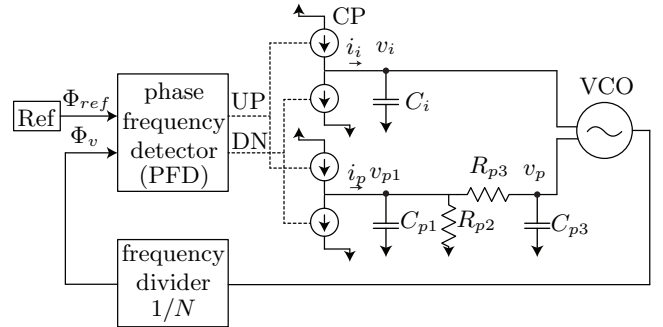 CP
i_i
v_i
VCO
phase
frequency
detector
(PFD)
UP
DN
Ref
Φ_ref
Φ_v
C_i
i_p
v_p1
R_p3
v_p
C_p1
R_p2
C_p3
frequency
divider
1/N